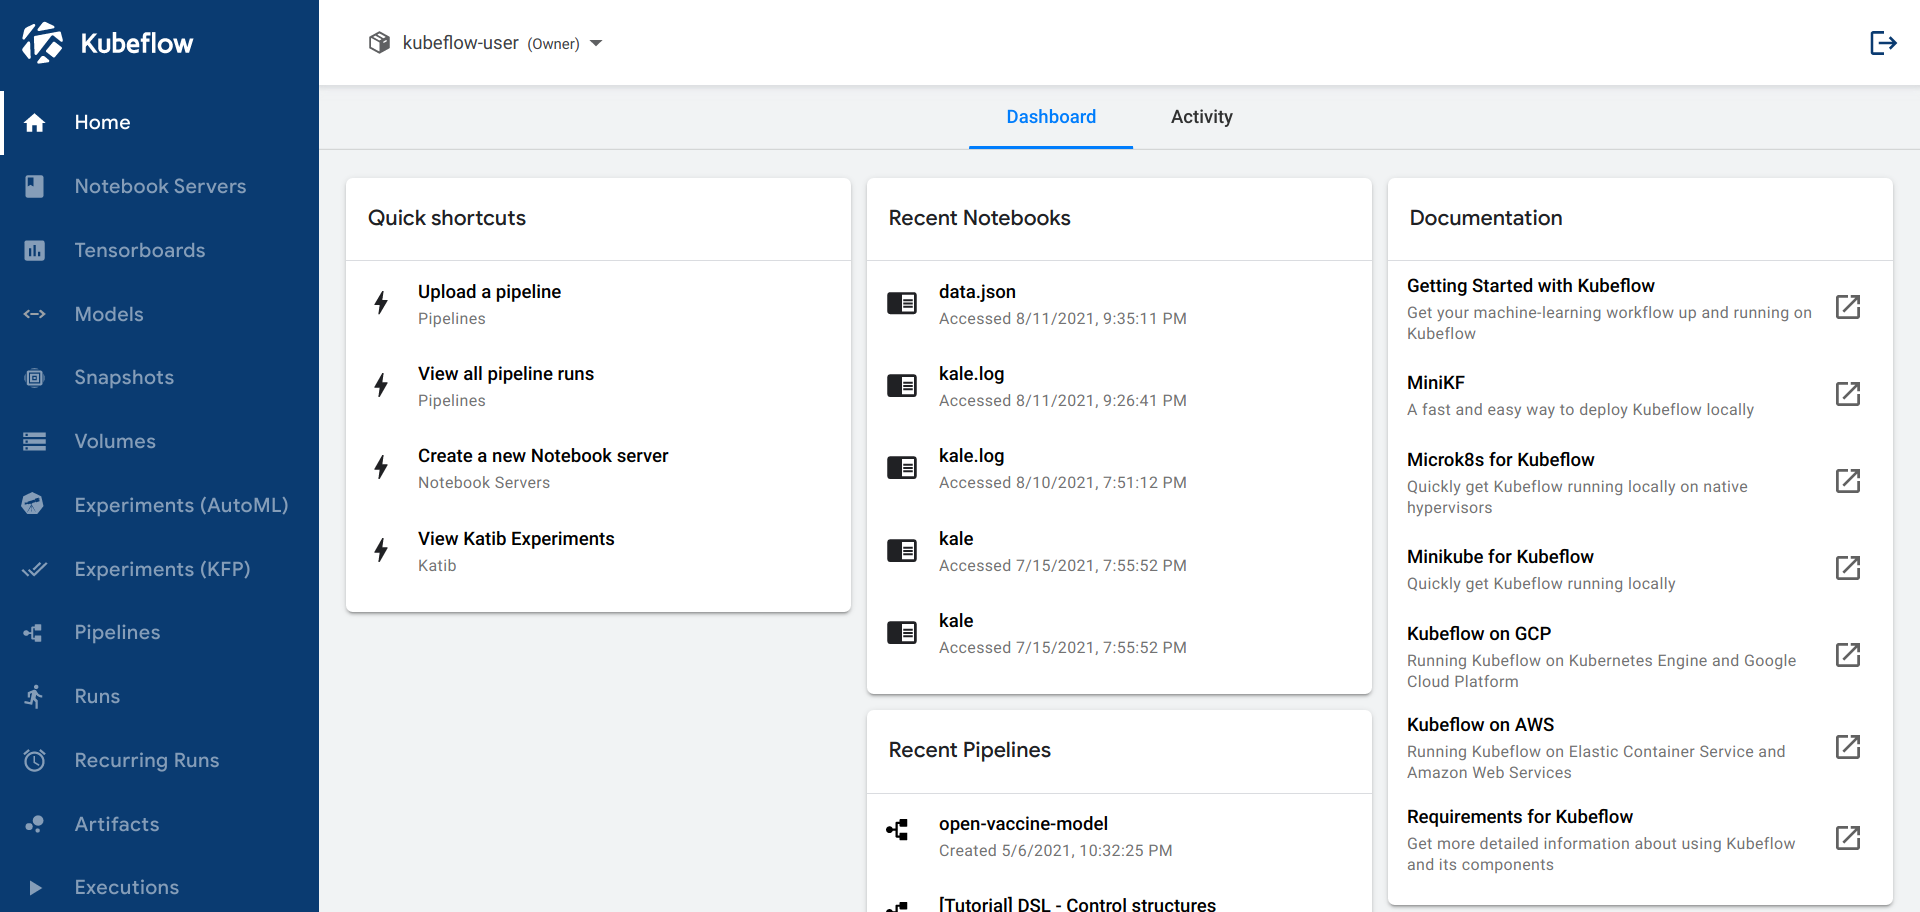 Kubeflow
Home
Notebook Servers
Tensorboards
Models
Snapshots
Volumes
Experiments (AutoML)
Experiments (KFP)
Pipelines
Runs
Recurring Runs
Artifacts
Executions
kubeflow-user (Owner)
Dashboard
Activity
Quick shortcuts
Upload a pipeline
Pipelines
View all pipeline runs
Pipelines
Create a new Notebook server
Notebook Servers
View Katib Experiments
Katib
Recent Notebooks
data.json
Accessed 8/11/2021, 9:35:11 PM
kale.log
Accessed 8/11/2021, 9:26:41 PM
kale.log
Accessed 8/10/2021, 7:51:12 PM
kale
Accessed 7/15/2021, 7:55:52 PM
kale
Accessed 7/15/2021, 7:55:52 PM
Recent Pipelines
open-vaccine-model
Created 5/6/2021, 10:32:25 PM
[Tutorial] DSL - Control structures
Documentation
Getting Started with Kubeflow
Get your machine-learning workflow up and running on
Kubeflow
MiniKF
A fast and easy way to deploy Kubeflow locally
Microk8s for Kubeflow
Quickly get Kubeflow running locally on native
hypervisors
Minikube for Kubeflow
Quickly get Kubeflow running locally
Kubeflow on GCP
Running Kubeflow on Kubernetes Engine and Google
Cloud Platform
Kubeflow on AWS
Running Kubeflow on Elastic Container Service and
Amazon Web Services
Requirements for Kubeflow
Get more detailed information about using Kubeflow
and its components